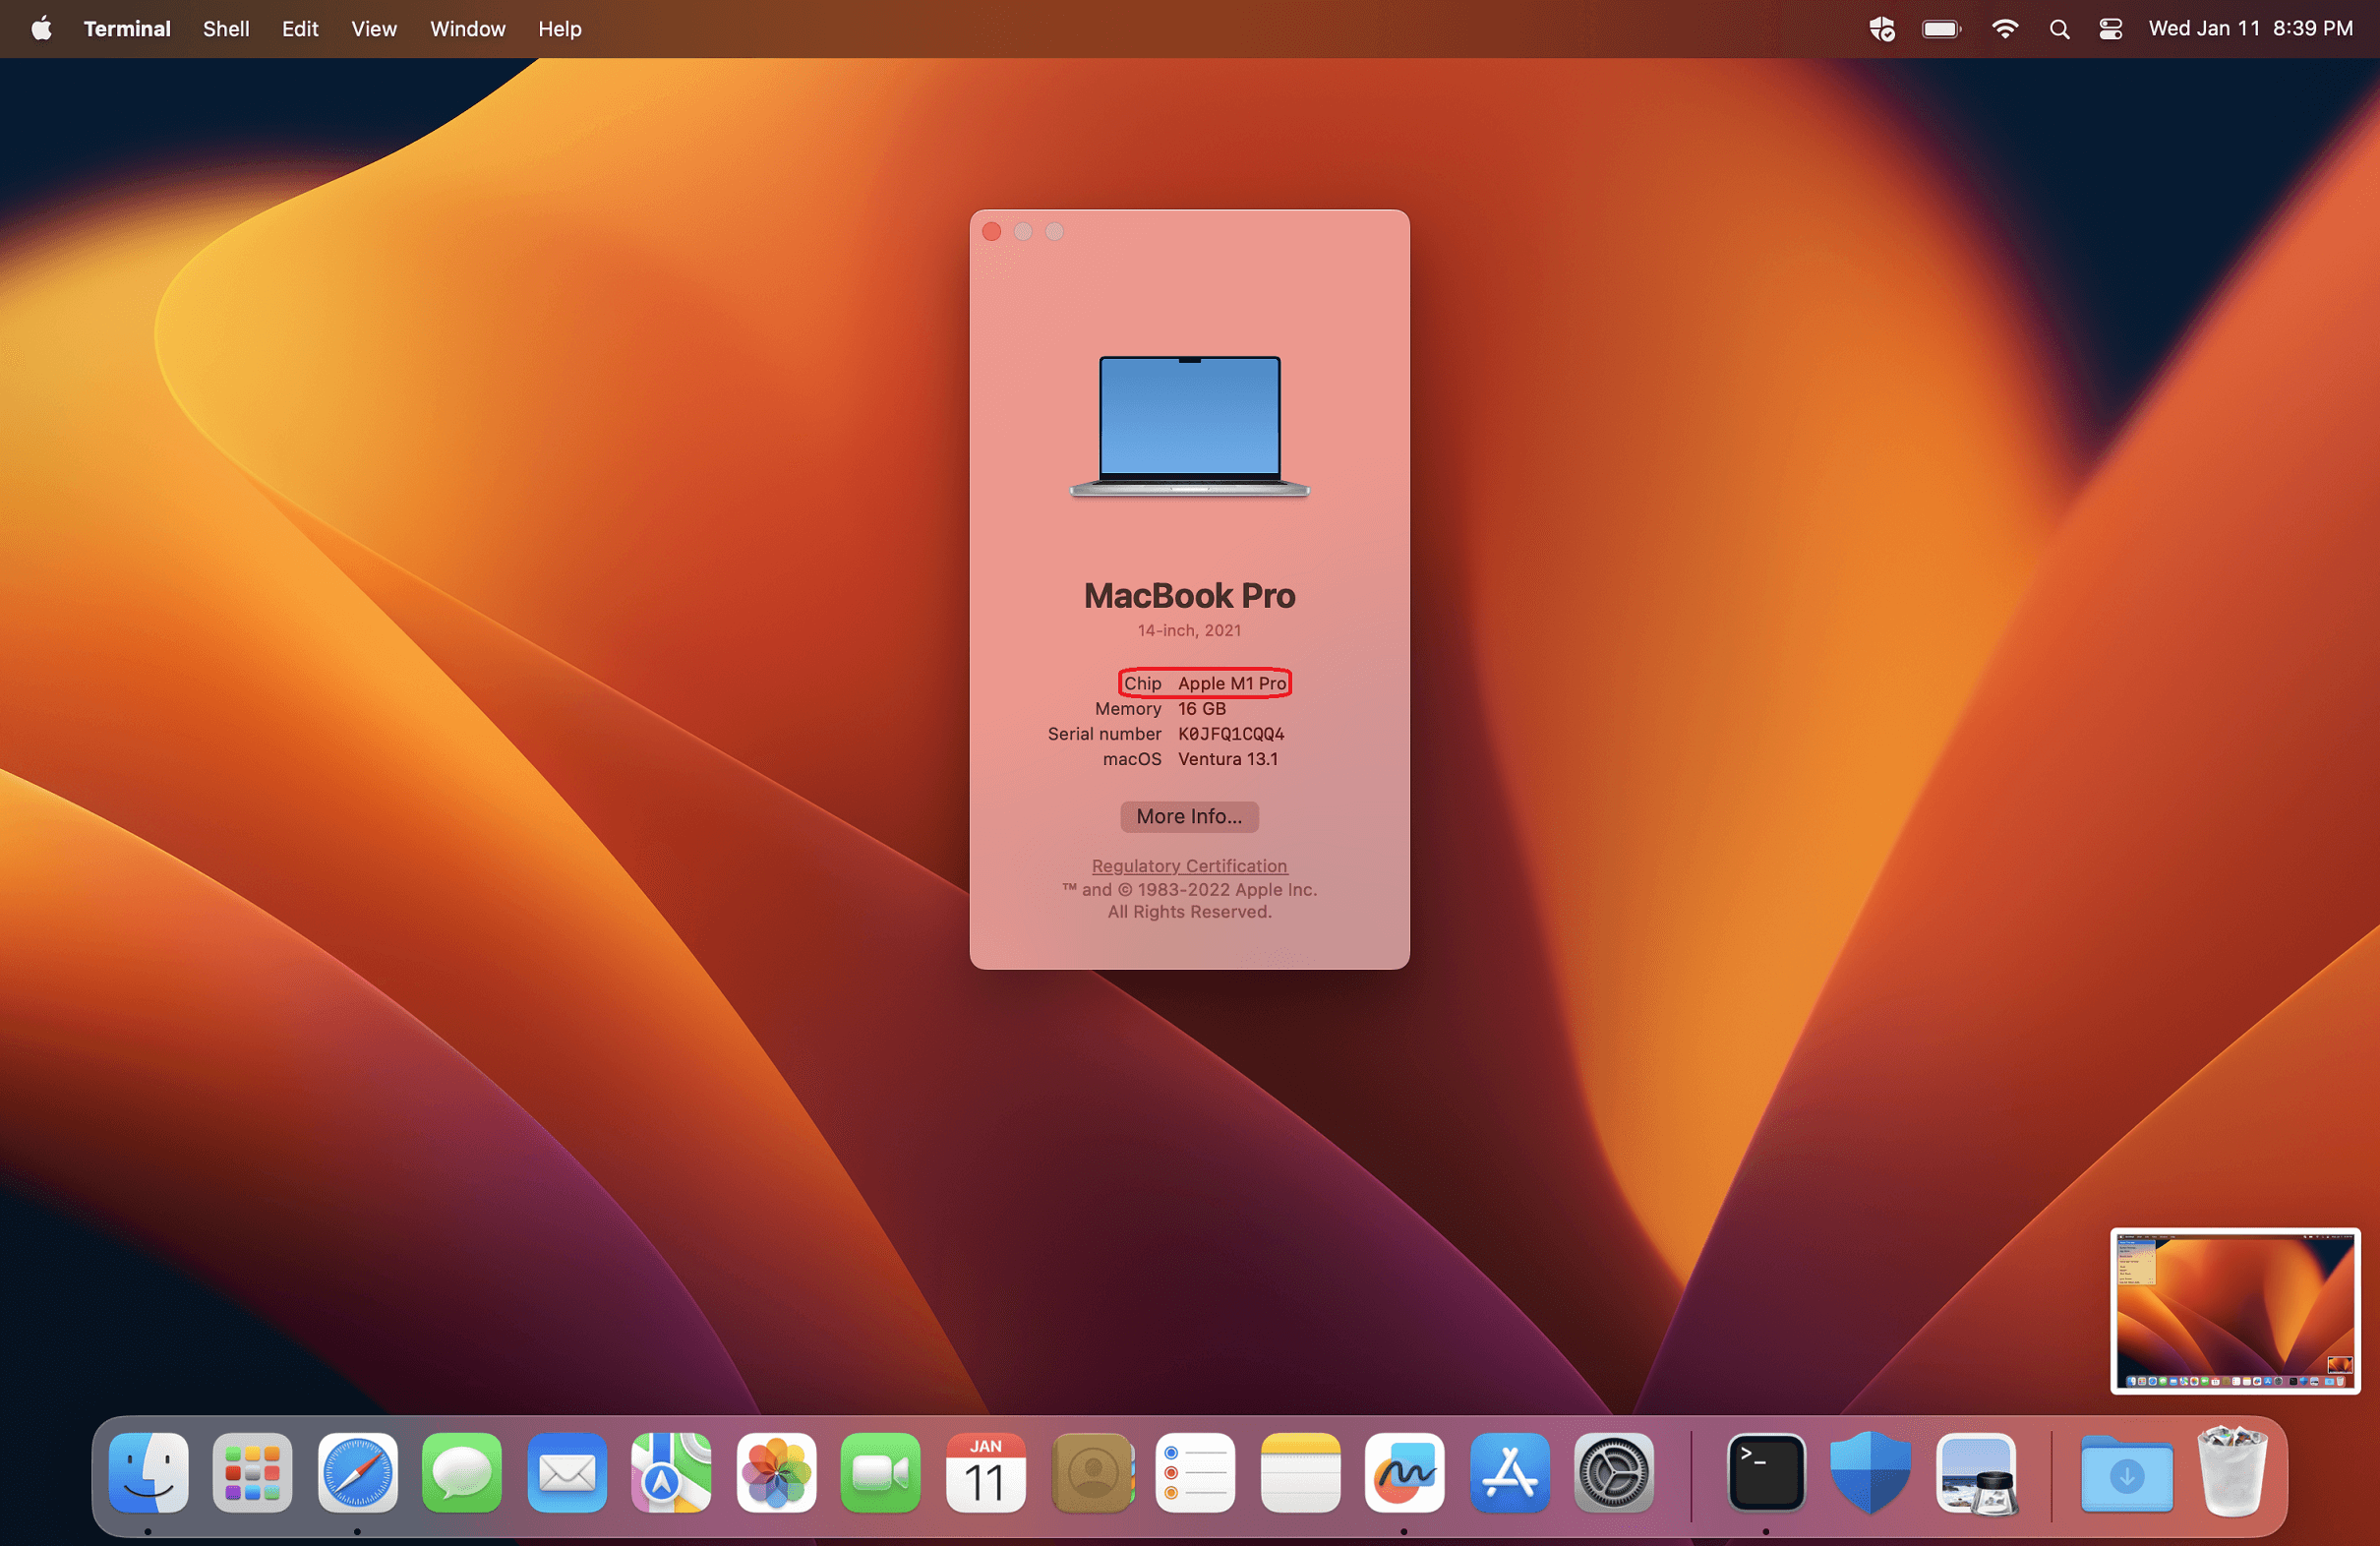 Terminal Shell Edit View Window Help Wed Jan 11 8:39 PM
MacBook Pro
14-inch, 2021
Chip Apple M1 Pro
Memory 16 GB
Serial number K0JFQ1CQQ4
macOS Ventura 13.1
More Info...
Regulatory Certification
™ and © 1983-2022 Apple Inc.
All Rights Reserved.
JAN
11
>_